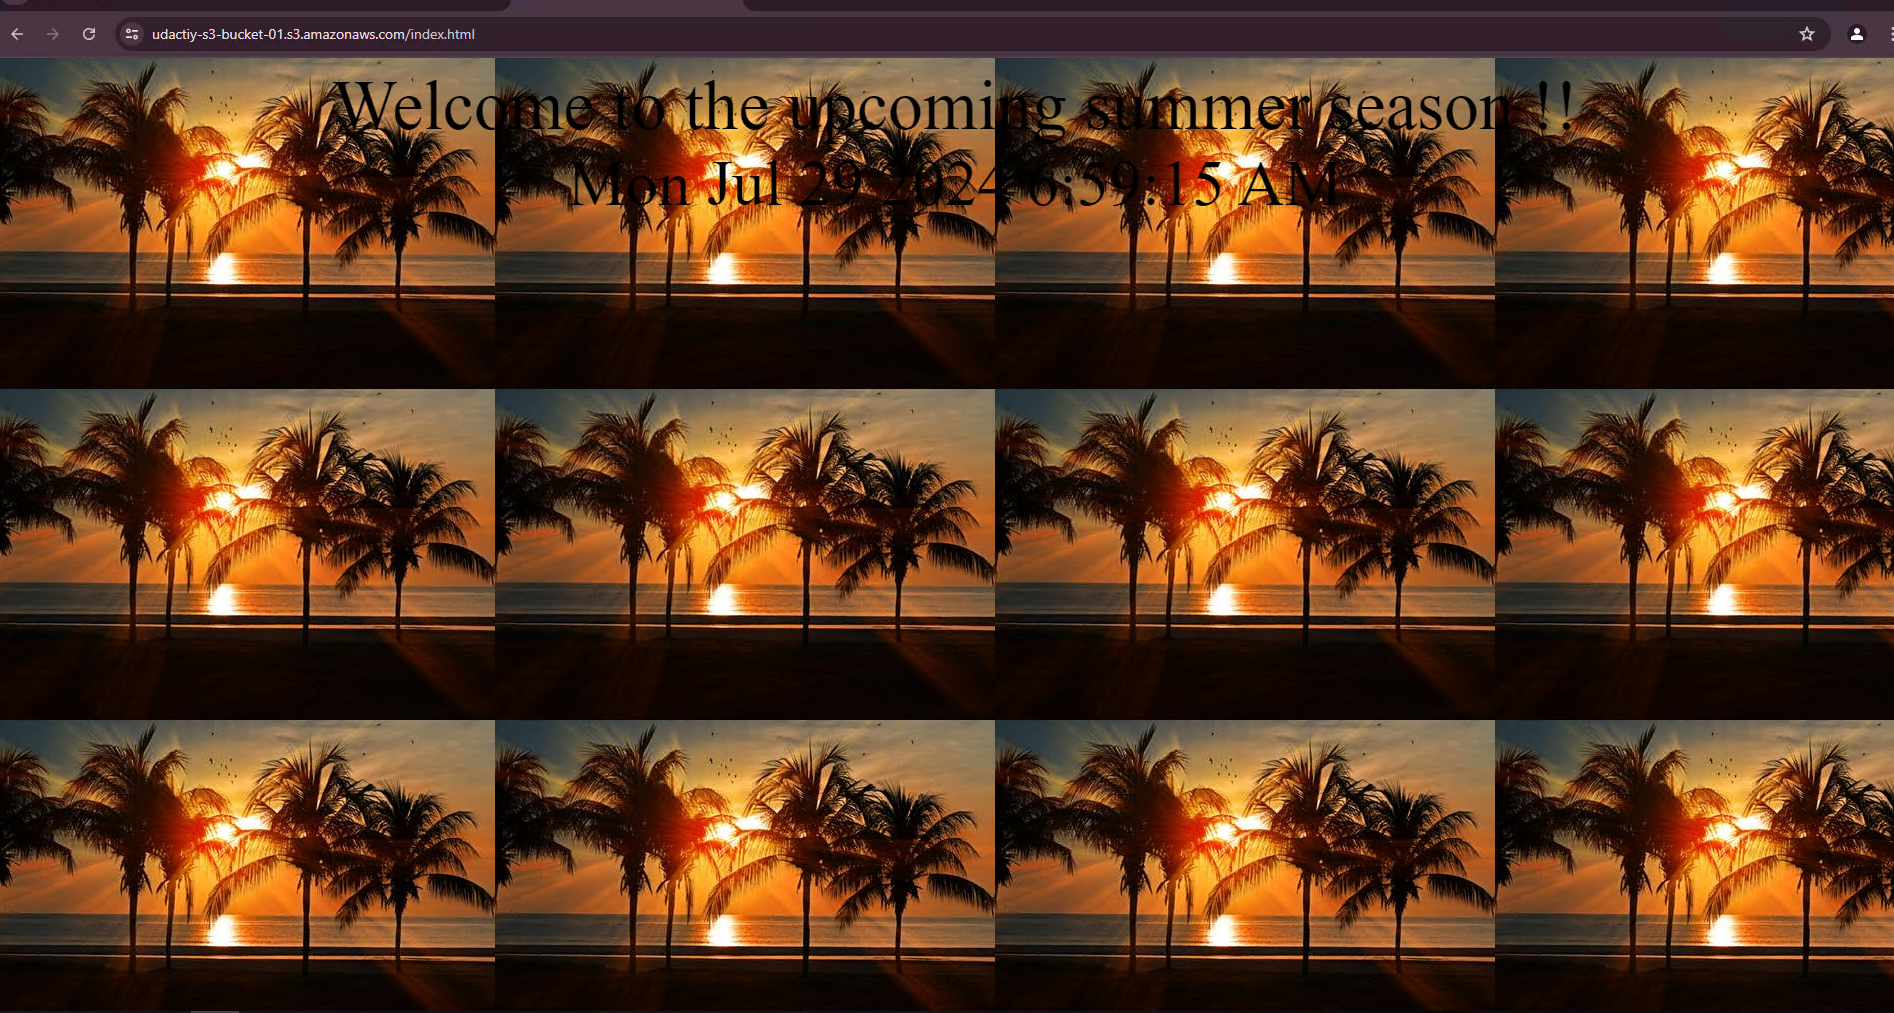 udactiy-s3-bucket-01.s3.amazonaws.com/index.html
Welcome to the upcoming summer season !!
Mon Jul 29 2024 6:59:15 AM